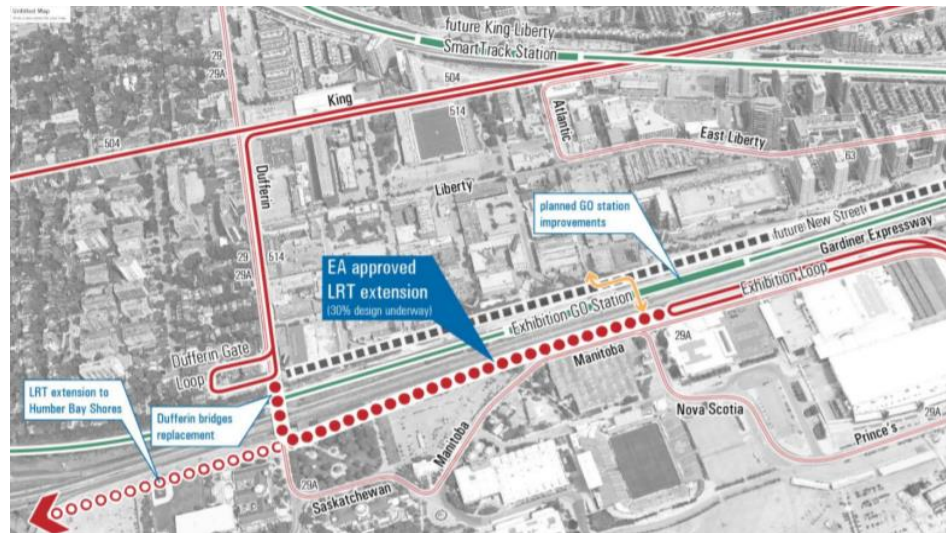 Untitled Map
future King Liberty
SmartTrack Station
29
29A
504
King
514
504
Atlantic
East Liberty
63
Dufferin
Liberty
planned GO station
improvements
future New Street
Gardiner Expressway
29
29A
514
EA approved
LRT extension
(30% design underway)
Exhibition GO Station
Exhibition Loop
Dufferin Gate
Loop
29A
Manitoba
LRT extension to
Humber Bay Shores
Dufferin bridges
replacement
Nova Scotia
29A
Prince's
Manitoba
29A
Saskatchewan